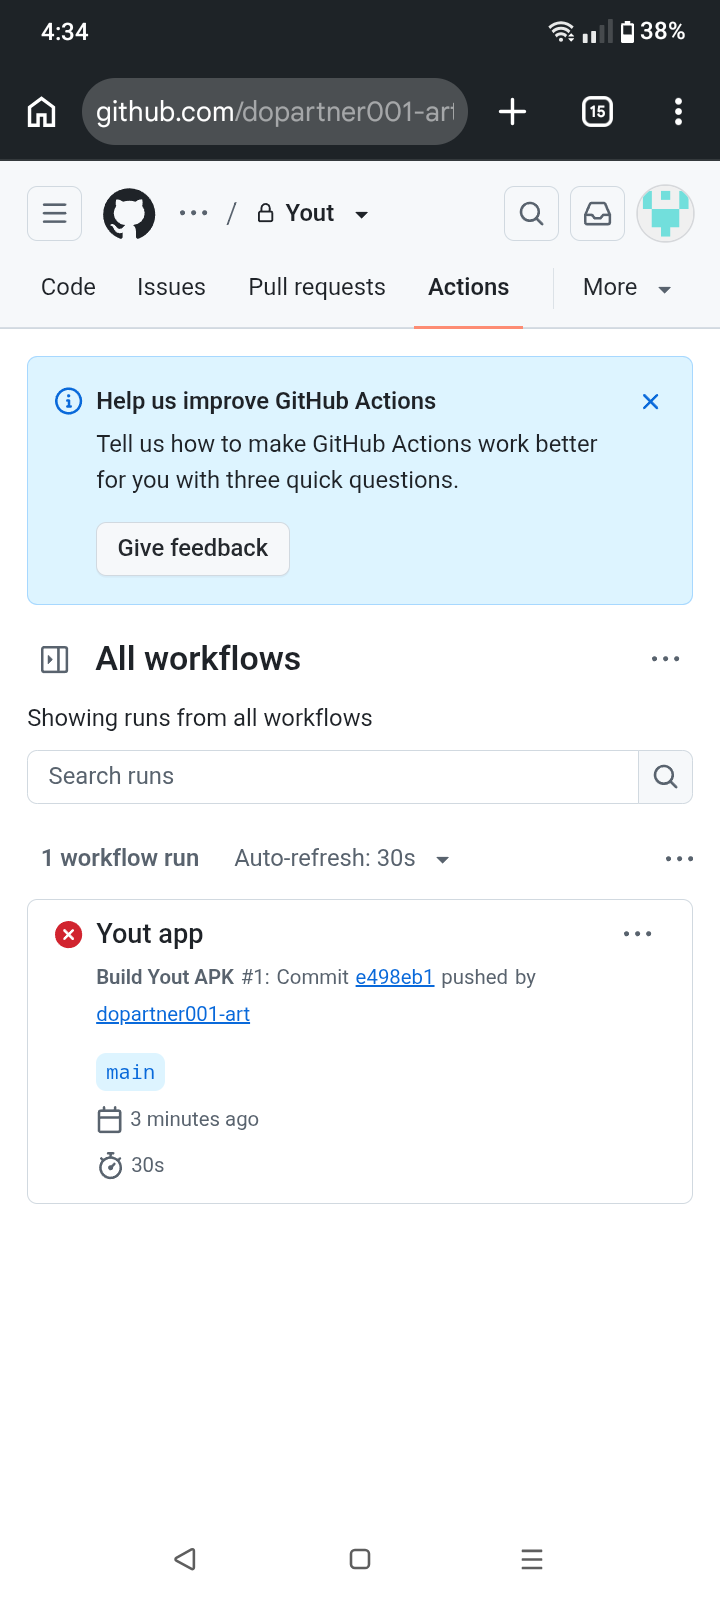 4:34
38%
github.com/dopartner001-art
15
... / Yout
Code Issues Pull requests Actions More
Help us improve GitHub Actions
Tell us how to make GitHub Actions work better
for you with three quick questions.
Give feedback
All workflows
Showing runs from all workflows
Search runs
1 workflow run Auto-refresh: 30s
Yout app
Build Yout APK #1: Commit e498eb1 pushed by
dopartner001-art
main
3 minutes ago
30s